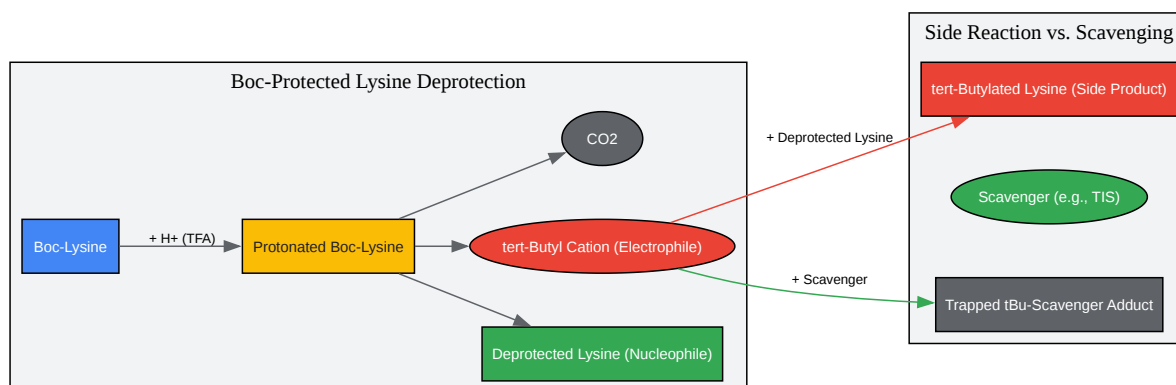 Side Reaction vs. Scavenging
Boc-Protected Lysine Deprotection
tert-Butylated Lysine (Side Product)
CO2
+ Deprotected Lysine
Scavenger (e.g., TIS)
Boc-Lysine
+ H+ (TFA)
Protonated Boc-Lysine
tert-Butyl Cation (Electrophile)
+ Scavenger
Trapped tBu-Scavenger Adduct
Deprotected Lysine (Nucleophile)